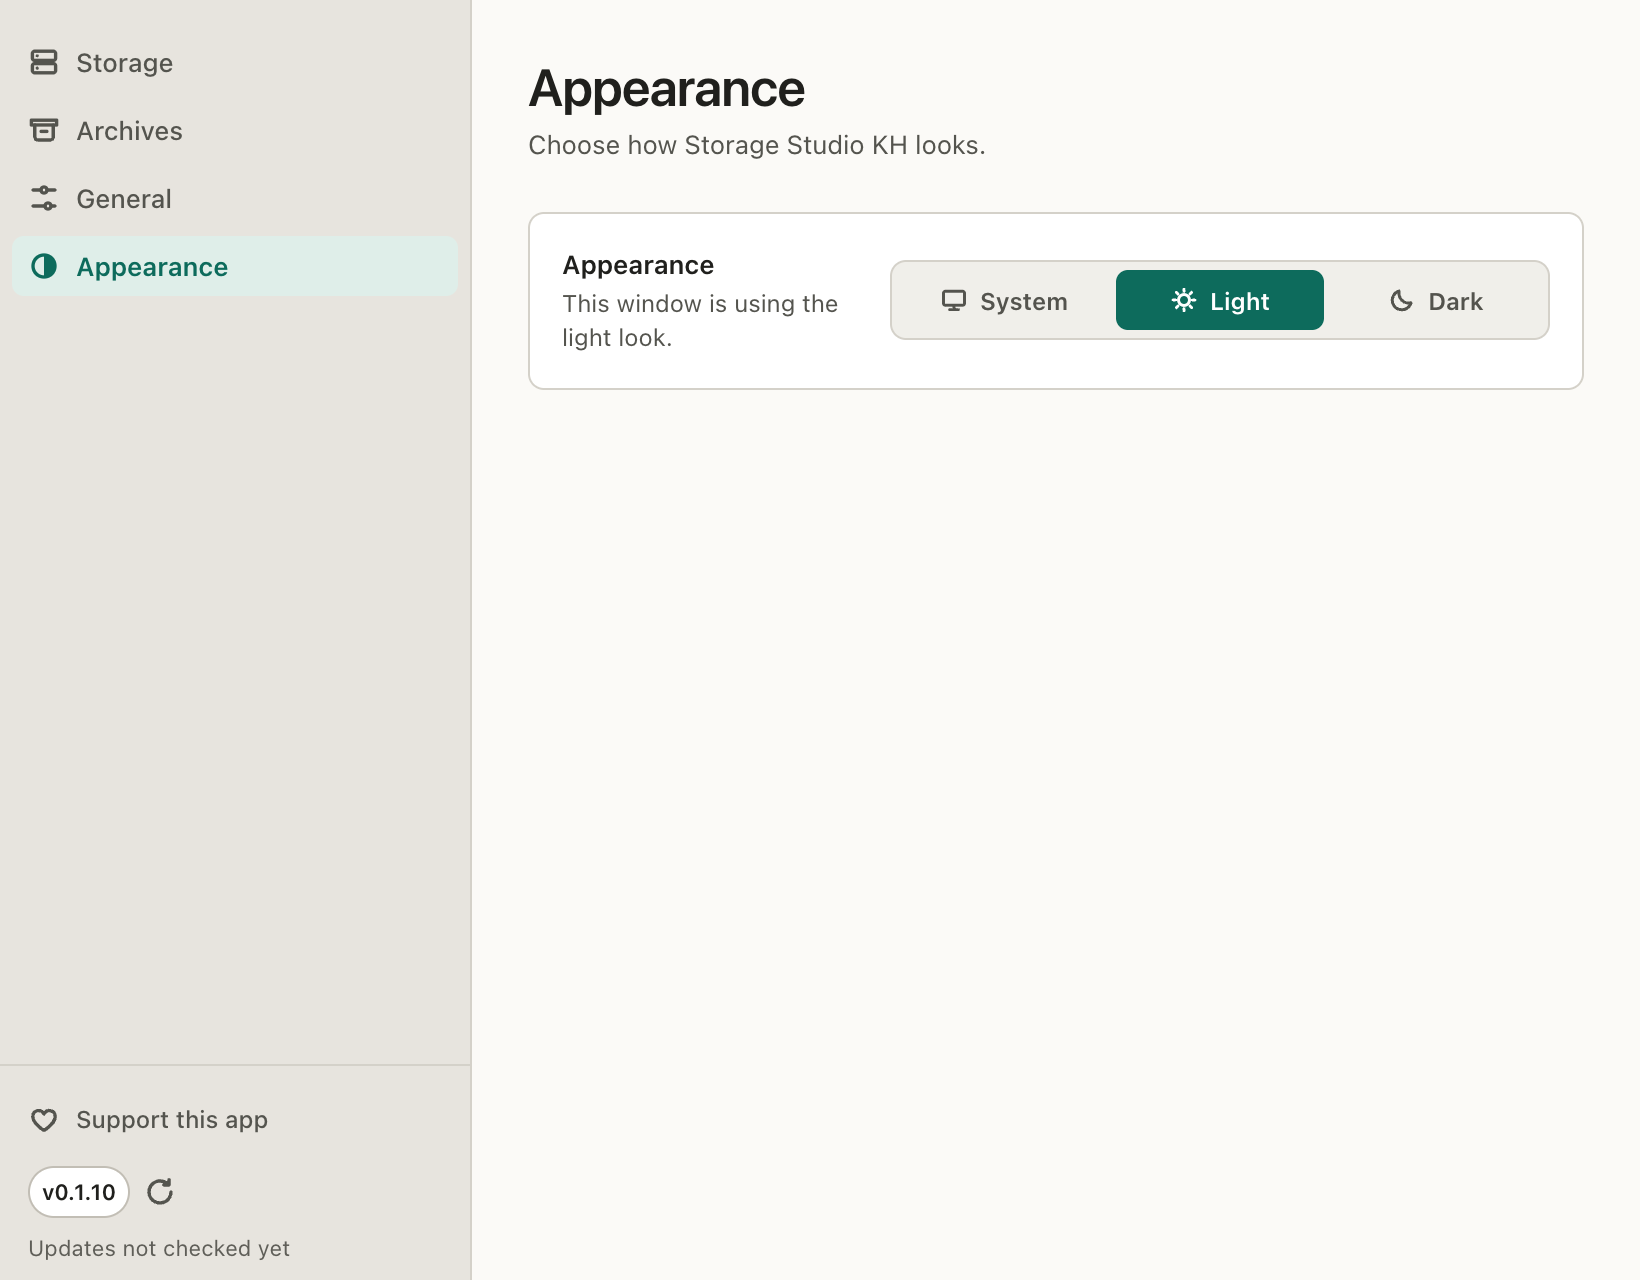 Storage
Archives
General
Appearance
Support this app
v0.1.10
Updates not checked yet
Appearance
Choose how Storage Studio KH looks.
Appearance
This window is using the
light look.
System
Light
Dark